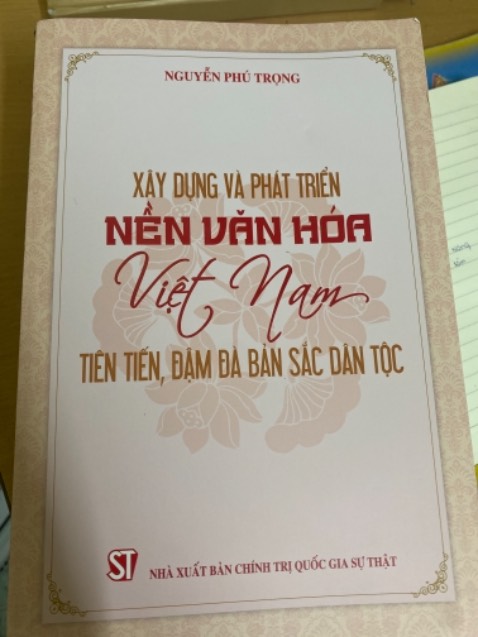 NGUYỄN PHÚ TRỌNG
XÂY DỰNG VÀ PHÁT TRIỂN
NỀN VĂN HÓA
Việt Nam
TIÊN TIẾN, ĐẬM ĐÀ BẢN SẮC DÂN TỘC
ST NHÀ XUẤT BẢN CHÍNH TRỊ QUỐC GIA SỰ THẬT